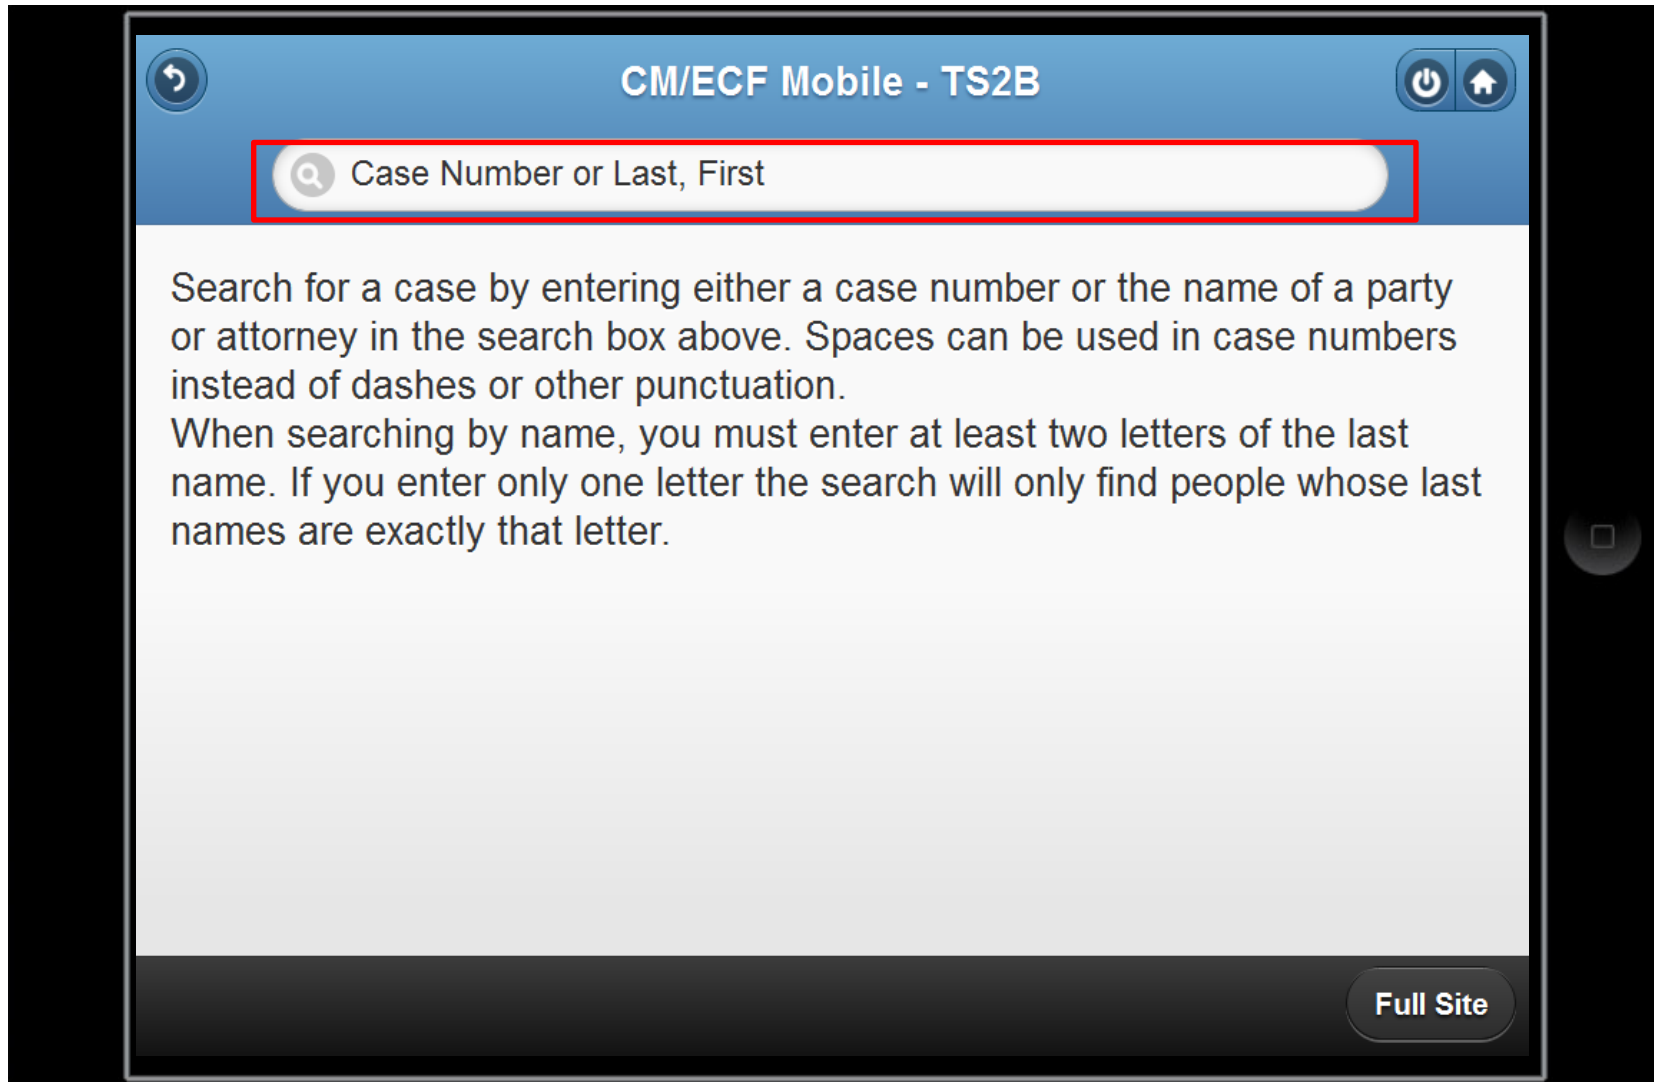 CM/ECF Mobile - TS2B
Case Number or Last, First
Search for a case by entering either a case number or the name of a party
or attorney in the search box above. Spaces can be used in case numbers
instead of dashes or other punctuation.
When searching by name, you must enter at least two letters of the last
name. If you enter only one letter the search will only find people whose last
names are exactly that letter.
Full Site